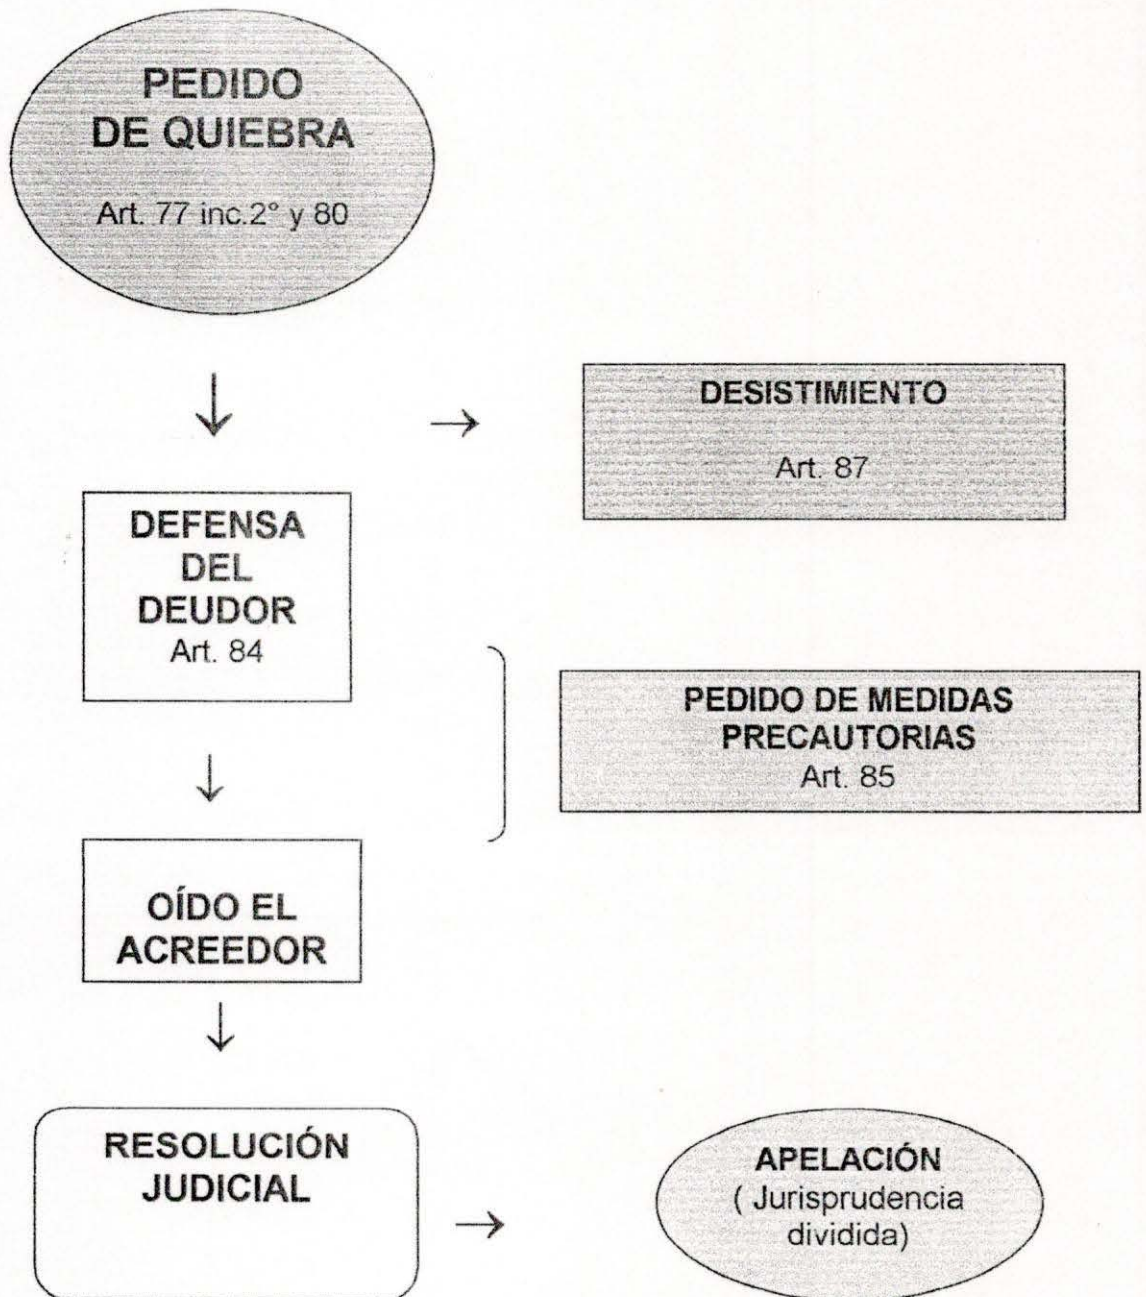 PEDIDO
DE QUIEBRA
Art. 77 inc.2° y 80
DESISTIMIENTO
Art. 87
DEFENSA
DEL
DEUDOR
Art. 84
PEDIDO DE MEDIDAS
PRECAUTORIAS
Art. 85
OÍDO EL
ACREEDOR
RESOLUCIÓN
JUDICIAL
APELACIÓN
( Jurisprudencia
dividida)